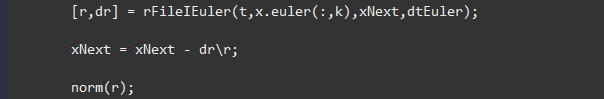 [r,dr] = rFileIEuler(t,x.euler(:,k),xNext,dtEuler);
xNext = xNext - dr\r;
norm(r);